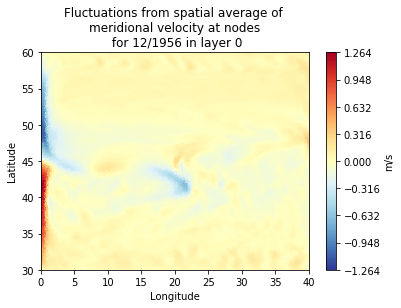 Fluctuations from spatial average of
meridional velocity at nodes
for 12/1956 in layer 0
60
55
50
45
40
35
30
Latitude
0 5 10 15 20 25 30 35 40
Longitude
1.264
0.948
0.632
0.316
0.000
−0.316
−0.632
−0.948
−1.264
m/s